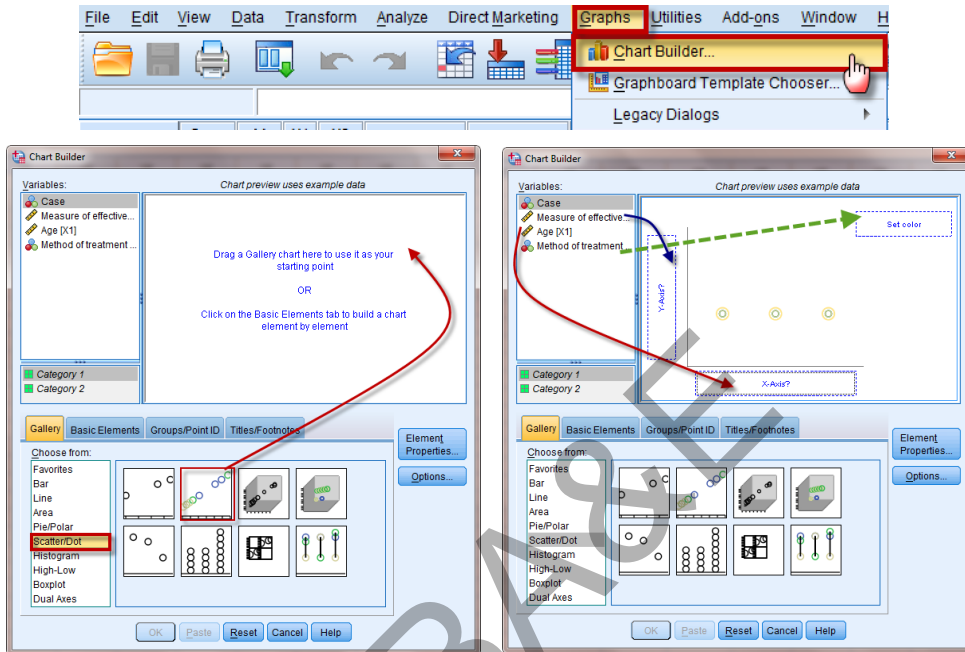 File Edit View Data Transform Analyze Direct Marketing Graphs Utilities Add-ons Window H
Chart Builder...
Graphboard Template Chooser...
Legacy Dialogs
Chart Builder
Variables:
Chart preview uses example data
Case
Measure of effective...
Age [X1]
Method of treatment ...
Drag a Gallery chart here to use it as your
starting point
OR
Click on the Basic Elements tab to build a chart
element by element
Category 1
Category 2
Gallery Basic Elements Groups/Point ID Titles/Footnotes
Choose from:
Favorites
Bar
Line
Area
Pie/Polar
Scatter/Dot
Histogram
High-Low
Boxplot
Dual Axes
Element
Properties...
Options...
OK Paste Reset Cancel Help
Chart Builder
Variables:
Chart preview uses example data
Case
Measure of effective...
Age [X1]
Method of treatment
Set color
Y-Axis?
X-Axis?
Category 1
Category 2
Gallery Basic Elements Groups/Point ID Titles/Footnotes
Choose from:
Favorites
Bar
Line
Area
Pie/Polar
Scatter/Dot
Histogram
High-Low
Boxplot
Dual Axes
Element
Properties...
Options...
OK Paste Reset Cancel Help
BA&E